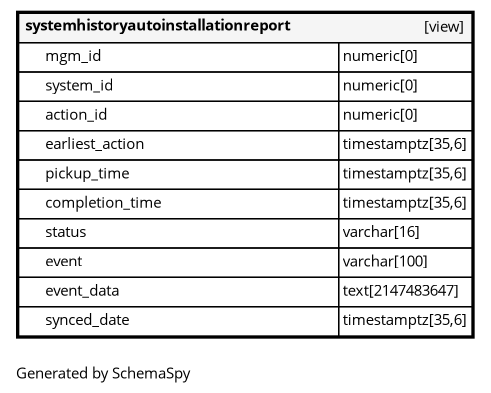 systemhistoryautoinstallationreport [view]
mgm_id numeric[0]
system_id numeric[0]
action_id numeric[0]
earliest_action timestamptz[35,6]
pickup_time timestamptz[35,6]
completion_time timestamptz[35,6]
status varchar[16]
event varchar[100]
event_data text[2147483647]
synced_date timestamptz[35,6]
Generated by SchemaSpy